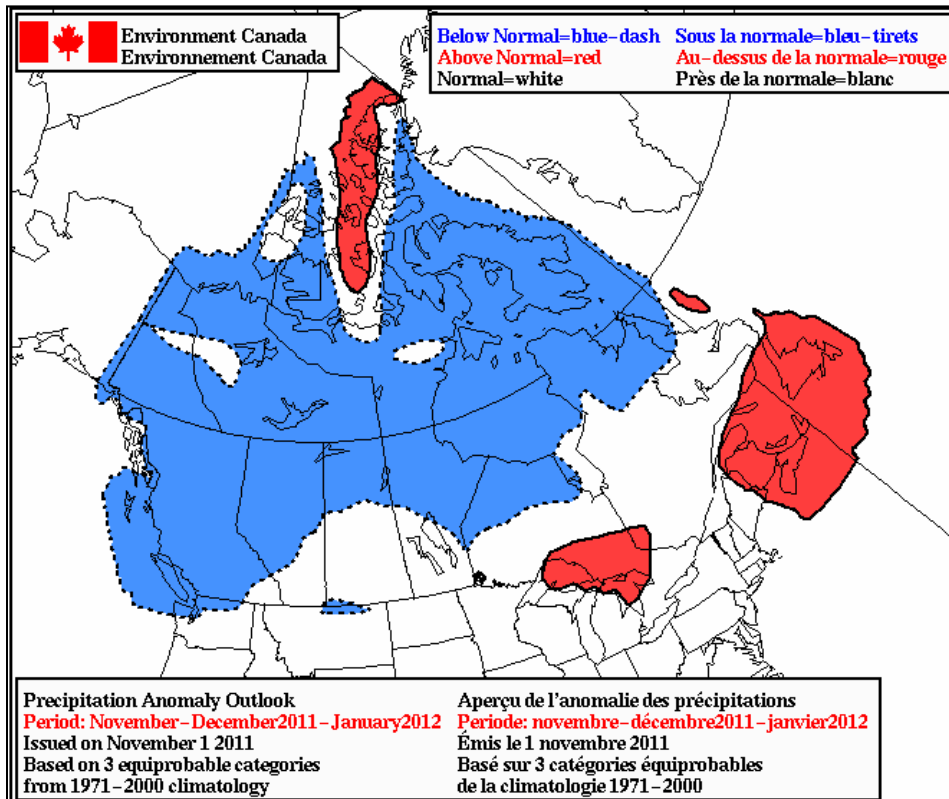 Environment Canada
Environnement Canada
Below Normal=blue-dash
Above Normal=red
Normal=white
Sous la normale=bleu-tirets
Au-dessus de la normale=rouge
Près de la normale=blanc
Precipitation Anomaly Outlook
Period: November-December2011-January2012
Issued on November 1 2011
Based on 3 equiprobable categories
from 1971-2000 climatology
Aperçu de l'anomalie des précipitations
Periode: novembre-décembre2011-janvier2012
Émis le 1 novembre 2011
Basé sur 3 catégories équiprobables
de la climatologie 1971-2000